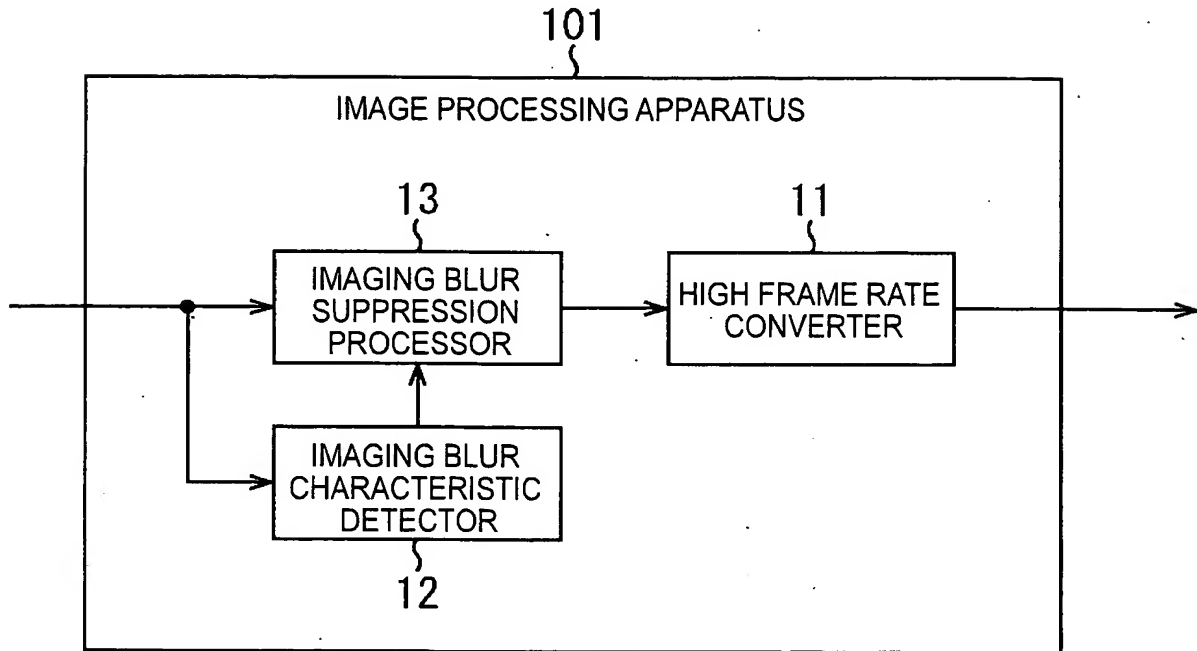 101
IMAGE PROCESSING APPARATUS
13
11
IMAGING BLUR
SUPPRESSION
PROCESSOR
HIGH FRAME RATE
CONVERTER
IMAGING BLUR
CHARACTERISTIC
DETECTOR
12